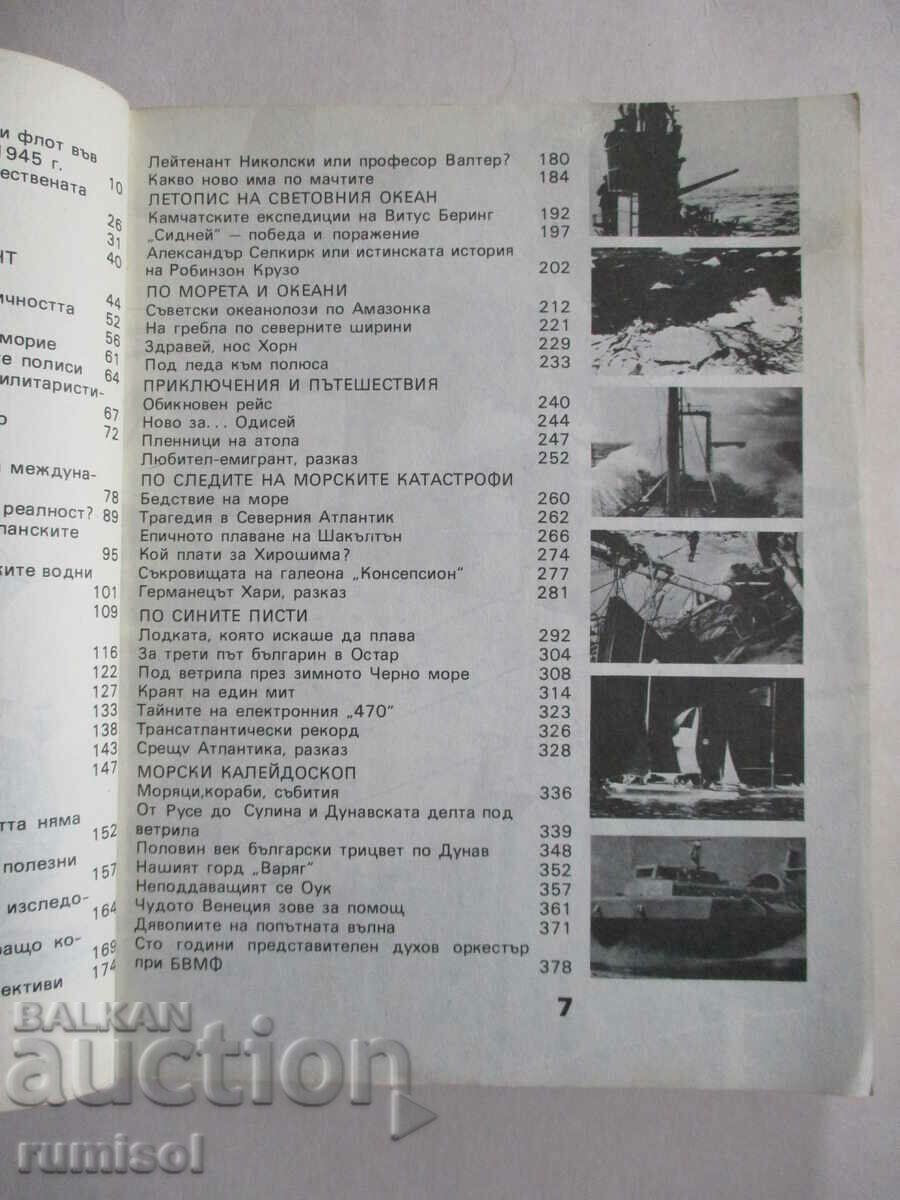 и флот във
1945 г.
ествената 10
26
31
НТ 40
ичността 44
52
морие 56
те полиси 61
илитаристи- 64
67
о 72
и междуна-
78
реалност? 89
панските
95
ките водни
101
109
116
122
127
133
138
143
147
тта няма
152
полезни
157
изследо-
164
ращо ко-
169
174
ективи
Лейтенант Николски или професор Валтер? 180
Какво ново има по мачтите 184
ЛЕТОПИС НА СВЕТОВНИЯ ОКЕАН
Камчатските експедиции на Витус Беринг 192
„Сидней" — победа и поражение 197
Александър Селкирк или истинската история
на Робинзон Крузо 202
ПО МОРЕТА И ОКЕАНИ
Съветски океанолози по Амазонка 212
На гребла по северните ширини 221
Здравей, нос Хорн 229
Под леда към полюса 233
ПРИКЛЮЧЕНИЯ И ПЪТЕШЕСТВИЯ
Обикновен рейс 240
Ново за... Одисей 244
Пленници на атола 247
Любител-емигрант, разказ 252
ПО СЛЕДИТЕ НА МОРСКИТЕ КАТАСТРОФИ
Бедствие на море 260
Трагедия в Северния Атлантик 262
Епичното плаване на Шакълтън 266
Кой плати за Хирошима? 274
Съкровищата на галеона „Консепсион" 277
Германецът Хари, разказ 281
ПО СИНИТЕ ПИСТИ
Лодката, която искаше да плава 292
За трети път българин в Остар 304
Под ветрила през зимното Черно море 308
Краят на един мит 314
Тайните на електронния „470" 323
Трансатлантически рекорд 326
Срещу Атлантика, разказ 328
МОРСКИ КАЛЕЙДОСКОП
Моряци,кораби, събития 336
От Русе до Сулина и Дунавската делта под
ветрила 339
Половин век български трицвет по Дунав 348
Нашият горд „Варяг" 352
Неподдаващият се Оук 357
Чудото Венеция зове за помощ 361
Дяволиите на попътната вълна 371
Сто години представителен духов оркестър
при БВМФ 378
7
BALKAN
auction
rumisol